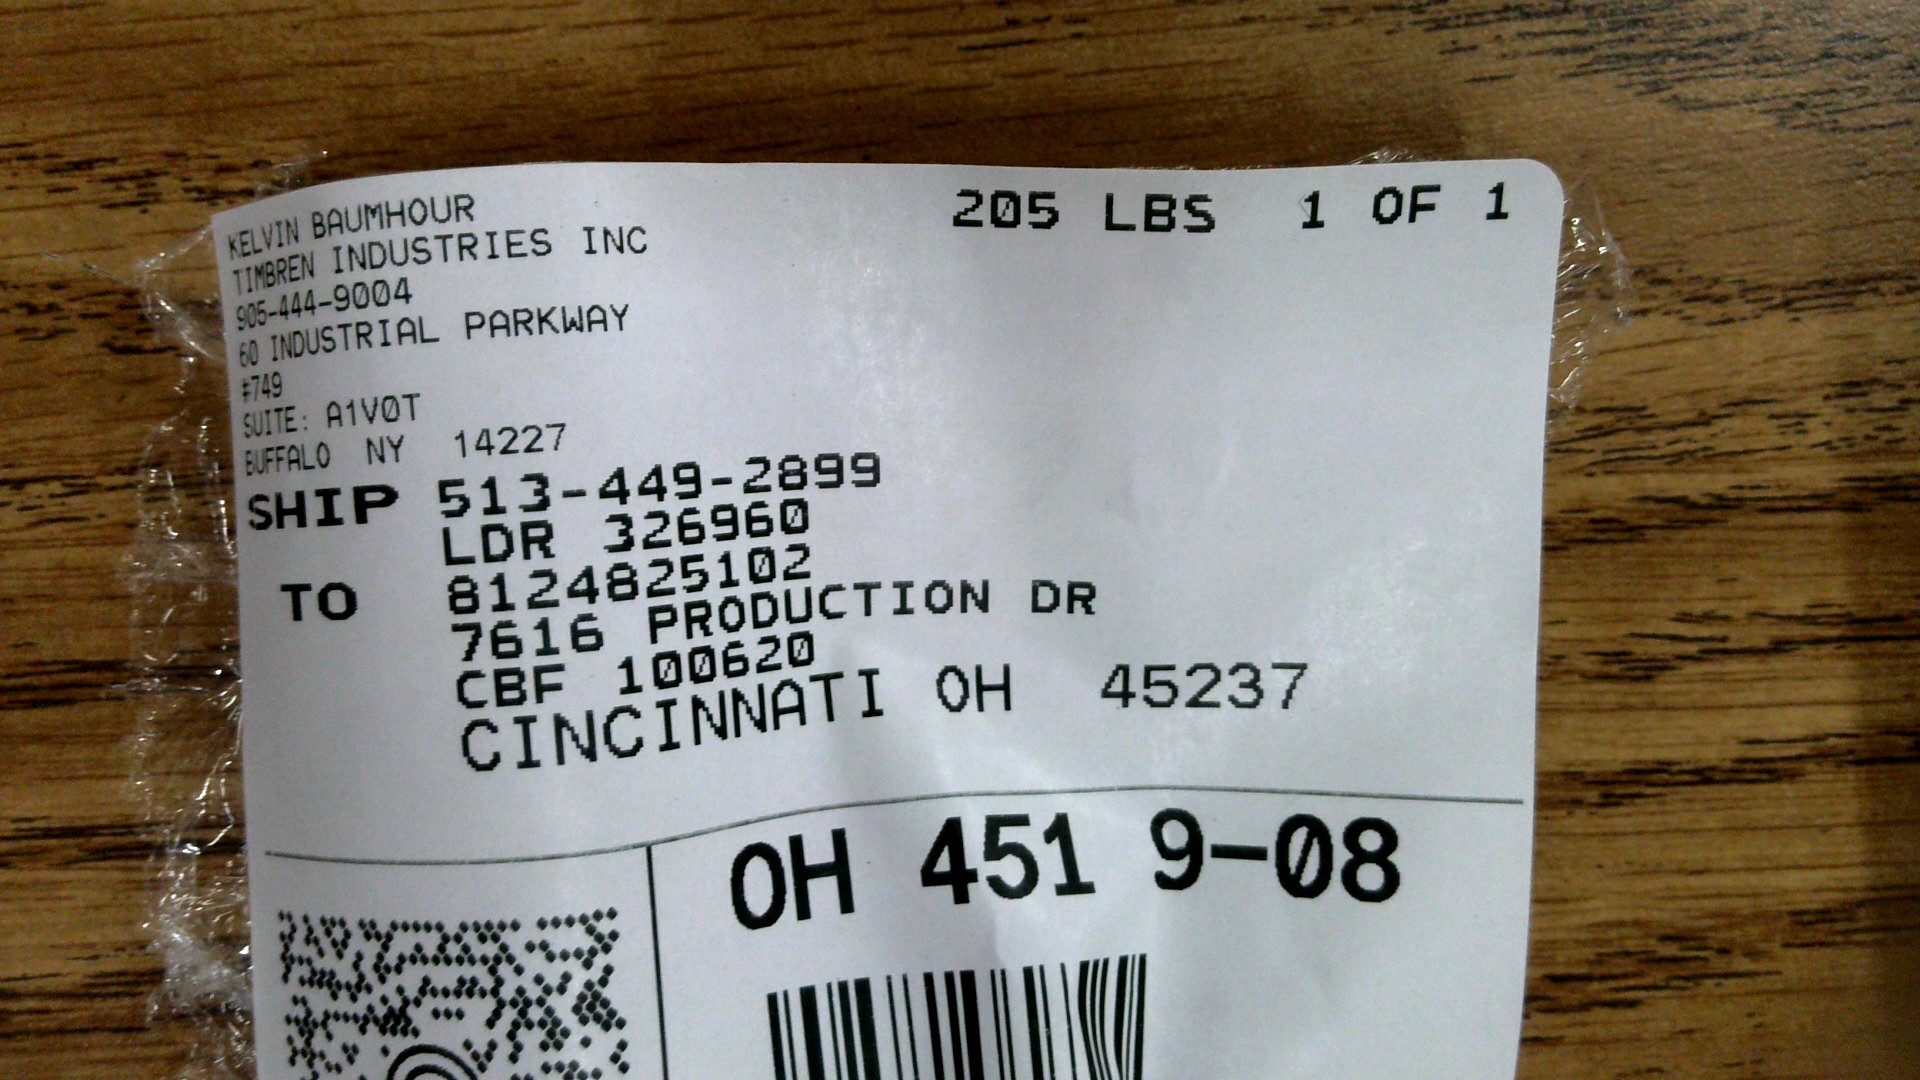 KELVIN BAUMHOUR
TIMBREN INDUSTRIES INC
905-444-9004
60 INDUSTRIAL PARKWAY
#749
SUITE: A1V0T
BUFFALO NY 14227
205 LBS 1 OF 1
SHIP TO
513-449-2899
LDR 326960
8124825102
7616 PRODUCTION DR
CBF 100620
CINCINNATI OH 45237
OH 451 9-08